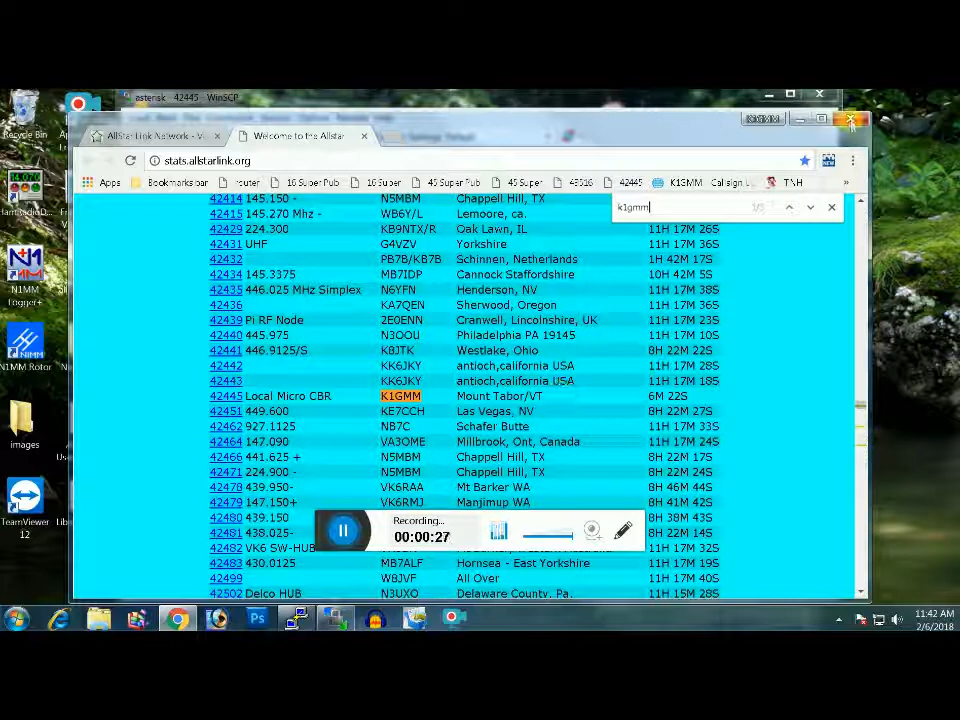 asterisk - 42445 - WinSCP
Recycle Bin
AllStar Link Network - V
Welcome to the Allstar
K1GMM
stats.allstarlink.org
Apps
Bookmarks bar
router
16 Super Pub
16 Super
45 Super Pub
45 Super
43516
42445
K1GMM
Callsign
TNH
»
k1gmm
42414 145.150 - N5MBM Chappell Hill, TX
42415 145.270 Mhz - WB6Y/L Lemoore, ca. 11H 17M 26S
42429 224.300 KB9NTX/R Oak Lawn, IL 11H 17M 26S
42431 UHF G4VZV Yorkshire 11H 17M 36S
42432 PB7B/KB7B Schinnen, Netherlands 1H 42M 17S
42434 145.3375 MB7IDP Cannock Staffordshire 10H 42M 5S
42435 446.025 MHz Simplex N6YFN Henderson, NV 11H 17M 38S
42436 KA7QEN Sherwood, Oregon 11H 17M 36S
42439 Pi RF Node 2E0ENN Cranwell, Lincolnshire, UK 11H 17M 23S
42440 445.975 N3OOU Philadelphia PA 19145 11H 17M 10S
42441 446.9125/S K8JTK Westlake, Ohio 8H 22M 22S
42442 KK6JKY antioch,california USA 11H 17M 28S
42443 KK6JKY antioch,california USA 11H 17M 18S
42445 Local Micro CBR K1GMM Mount Tabor/VT 6M 22S
42451 449.600 KE7CCH Las Vegas, NV 8H 22M 27S
42462 927.1125 NB7C Schafer Butte 11H 17M 33S
42464 147.090 VA3OME Millbrook, Ont, Canada 11H 17M 24S
42466 441.625 + N5MBM Chappell Hill, TX 8H 22M 17S
42471 224.900 - N5MBM Chappell Hill, TX 8H 22M 22S
42478 439.950- VK6RAA Mt Barker WA 8H 46M 44S
42479 147.150+ VK6RMJ Manjimup WA 8H 41M 42S
42480 439.150 8H 38M 43S
42481 438.025- 8H 22M 14S
42482 VK6 SW-HUB 11H 17M 32S
42483 430.0125 MB7ALF Hornsea - East Yorkshire 11H 17M 19S
42499 W8JVF All Over 11H 17M 40S
42502 Delco HUB N3UXO Delaware County, Pa. 11H 15M 28S
Recording...
00:00:27
HamRadioD...
N1MM
Logger+
N1MM Rotor
images
TeamViewer
12
11:42 AM
2/6/2018